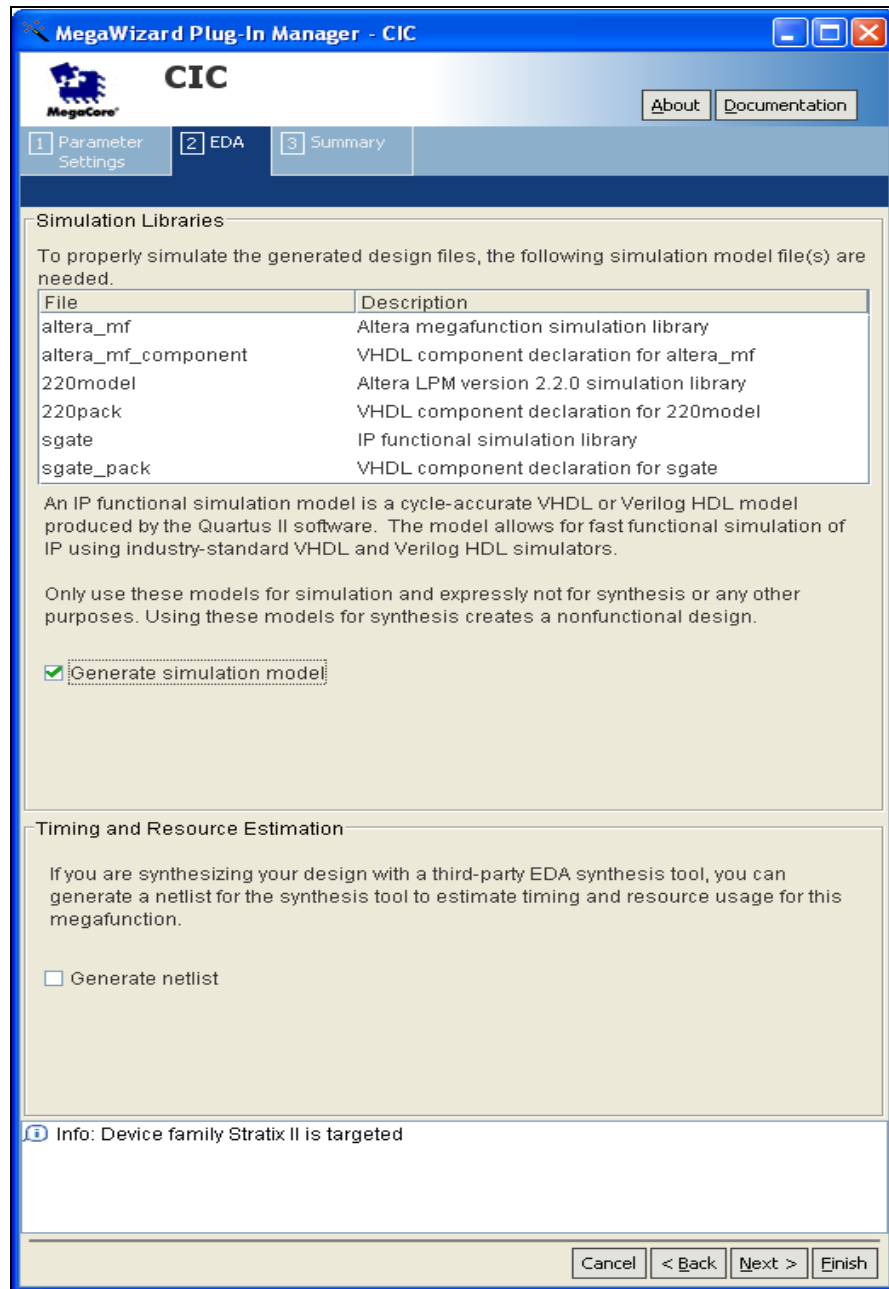 MegaWizard Plug-In Manager - CIC
MegaCore®
CIC
About Documentation
1 Parameter Settings
2 EDA
3 Summary
Simulation Libraries
To properly simulate the generated design files, the following simulation model file(s) are
needed.
File Description
altera_mf Altera megafunction simulation library
altera_mf_component VHDL component declaration for altera_mf
220model Altera LPM version 2.2.0 simulation library
220pack VHDL component declaration for 220model
sgate IP functional simulation library
sgate_pack VHDL component declaration for sgate
An IP functional simulation model is a cycle-accurate VHDL or Verilog HDL model
produced by the Quartus II software. The model allows for fast functional simulation of
IP using industry-standard VHDL and Verilog HDL simulators.
Only use these models for simulation and expressly not for synthesis or any other
purposes. Using these models for synthesis creates a nonfunctional design.
Generate simulation model
Timing and Resource Estimation
If you are synthesizing your design with a third-party EDA synthesis tool, you can
generate a netlist for the synthesis tool to estimate timing and resource usage for this
megafunction.
Generate netlist
Info: Device family Stratix II is targeted
Cancel < Back Next > Finish